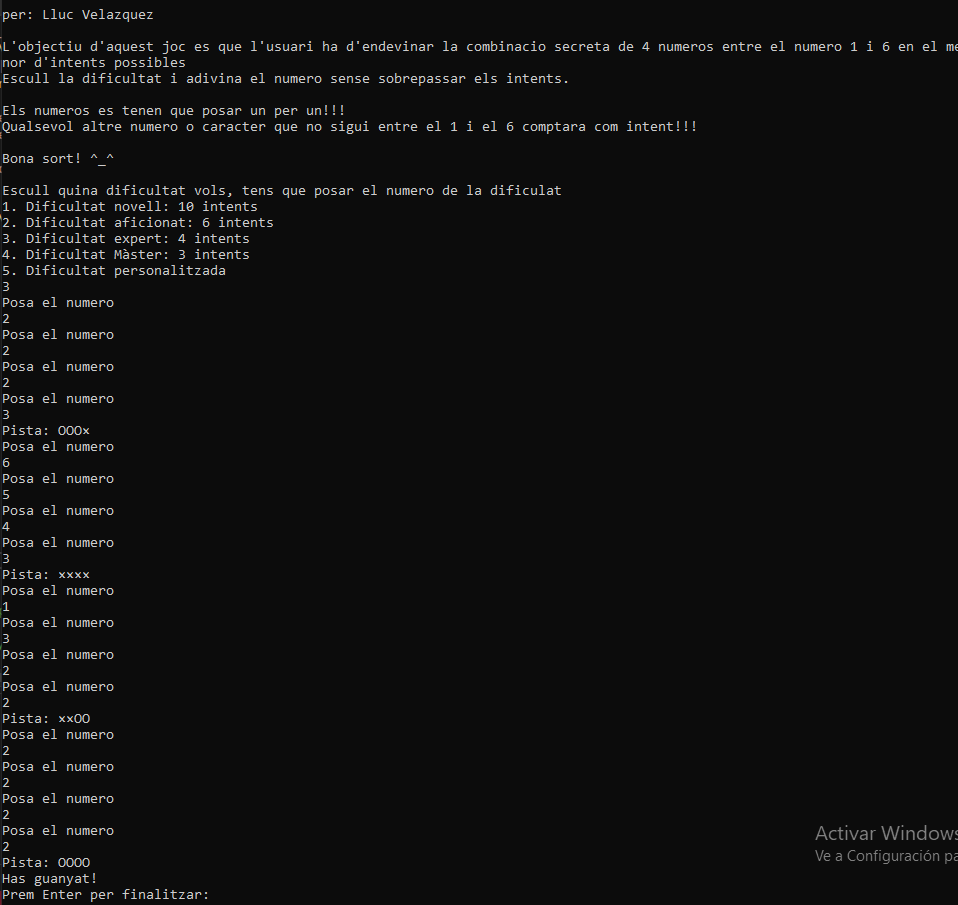 per: Lluc Velazquez
L'objectiu d'aquest joc es que l'usuari ha d'endevinar la combinacio secreta de 4 numeros entre el numero 1 i 6 en el me
nor d'intents possibles
Escull la dificultat i adivina el numero sense sobrepassar els intents.
Els numeros es tenen que posar un per un!!!
Qualsevol altre numero o caracter que no sigui entre el 1 i el 6 comptara com intent!!!
Bona sort! ^_^
Escull quina dificultat vols, tens que posar el numero de la dificulat
1. Dificultat novell: 10 intents
2. Dificultat aficionat: 6 intents
3. Dificultat expert: 4 intents
4. Dificultat Màster: 3 intents
5. Dificultat personalitzada
3
Posa el numero
2
Posa el numero
2
Posa el numero
2
Posa el numero
3
Pista: OOOx
Posa el numero
6
Posa el numero
5
Posa el numero
4
Posa el numero
3
Pista: xxxx
Posa el numero
1
Posa el numero
3
Posa el numero
2
Posa el numero
2
Pista: xxOO
Posa el numero
2
Posa el numero
2
Posa el numero
2
Posa el numero
2
Pista: OOOO
Has guanyat!
Prem Enter per finalitzar:
Activar Windows
Ve a Configuración pa